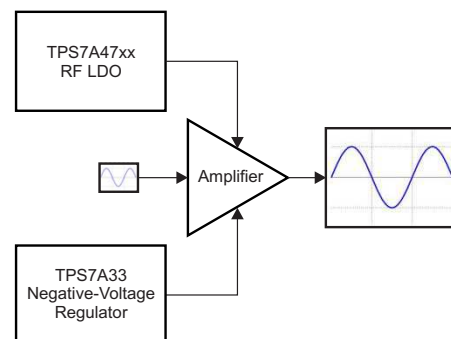 TPS7A47xx
RF LDO
Amplifier
TPS7A33
Negative-Voltage
Regulator